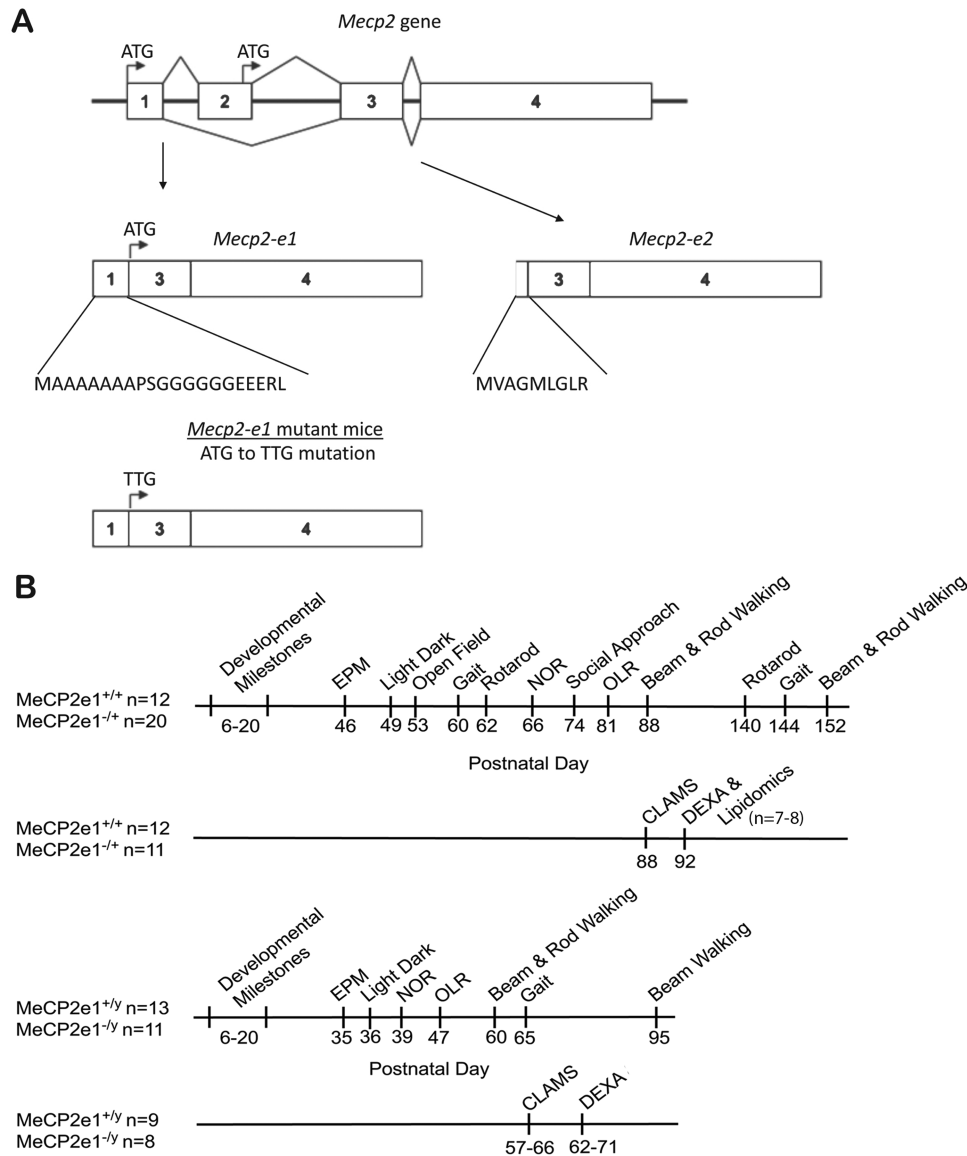 A
Mecp2 gene
ATG
ATG
1
2
3
4
ATG
Mecp2-e1
Mecp2-e2
1
3
4
3
4
MAAAAAAAPSGGGGGGEEERL
MVAGMLGLR
Mecp2-e1 mutant mice
ATG to TTG mutation
TTG
1
3
4
B
Developmental
Milestones
EPM
Light Dark
Open Field
Gait
Rotarod
NOR
Social Approach
OLR
Beam & Rod Walking
Rotarod
Gait
Beam & Rod Walking
MeCP2e1+/+ n=12
MeCP2e1-/+ n=20
6-20
46
49
53
60
62
66
74
81
88
140
144
152
Postnatal Day
CLAMS
DEXA &
Lipidomics
(n=7-8)
MeCP2e1+/+ n=12
MeCP2e1-/+ n=11
88
92
Developmental
Milestones
EPM
Light Dark
NOR
OLR
Beam & Rod Walking
Gait
Beam Walking
MeCP2e1+/y n=13
MeCP2e1-/y n=11
6-20
35
36
39
47
60
65
95
Postnatal Day
CLAMS
DEXA
MeCP2e1+/y n=9
MeCP2e1-/y n=8
57-66
62-71